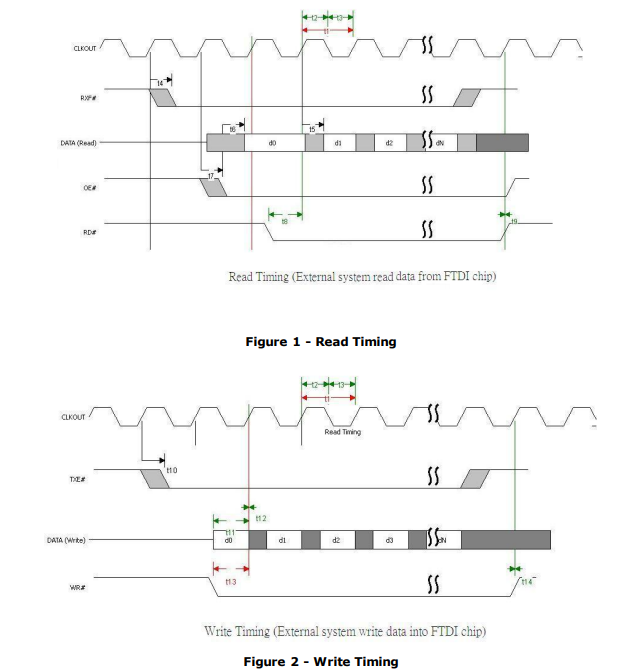 t2 t3
t1
CLKOUT
t4
RXF#
t6 t5
DATA (Read) d0 d1 d2 dN
t7
OE#
t8 t9
RD#
Read Timing (External system read data from FTDI chip)
Figure 1 - Read Timing
t2 t3
t1
CLKOUT
Read Timing
t10
TXE#
t12
t11
DATA (Write) d0 d1 d2 d3 dN
t13 t14
WR#
Write Timing (External system write data into FTDI chip)
Figure 2 - Write Timing